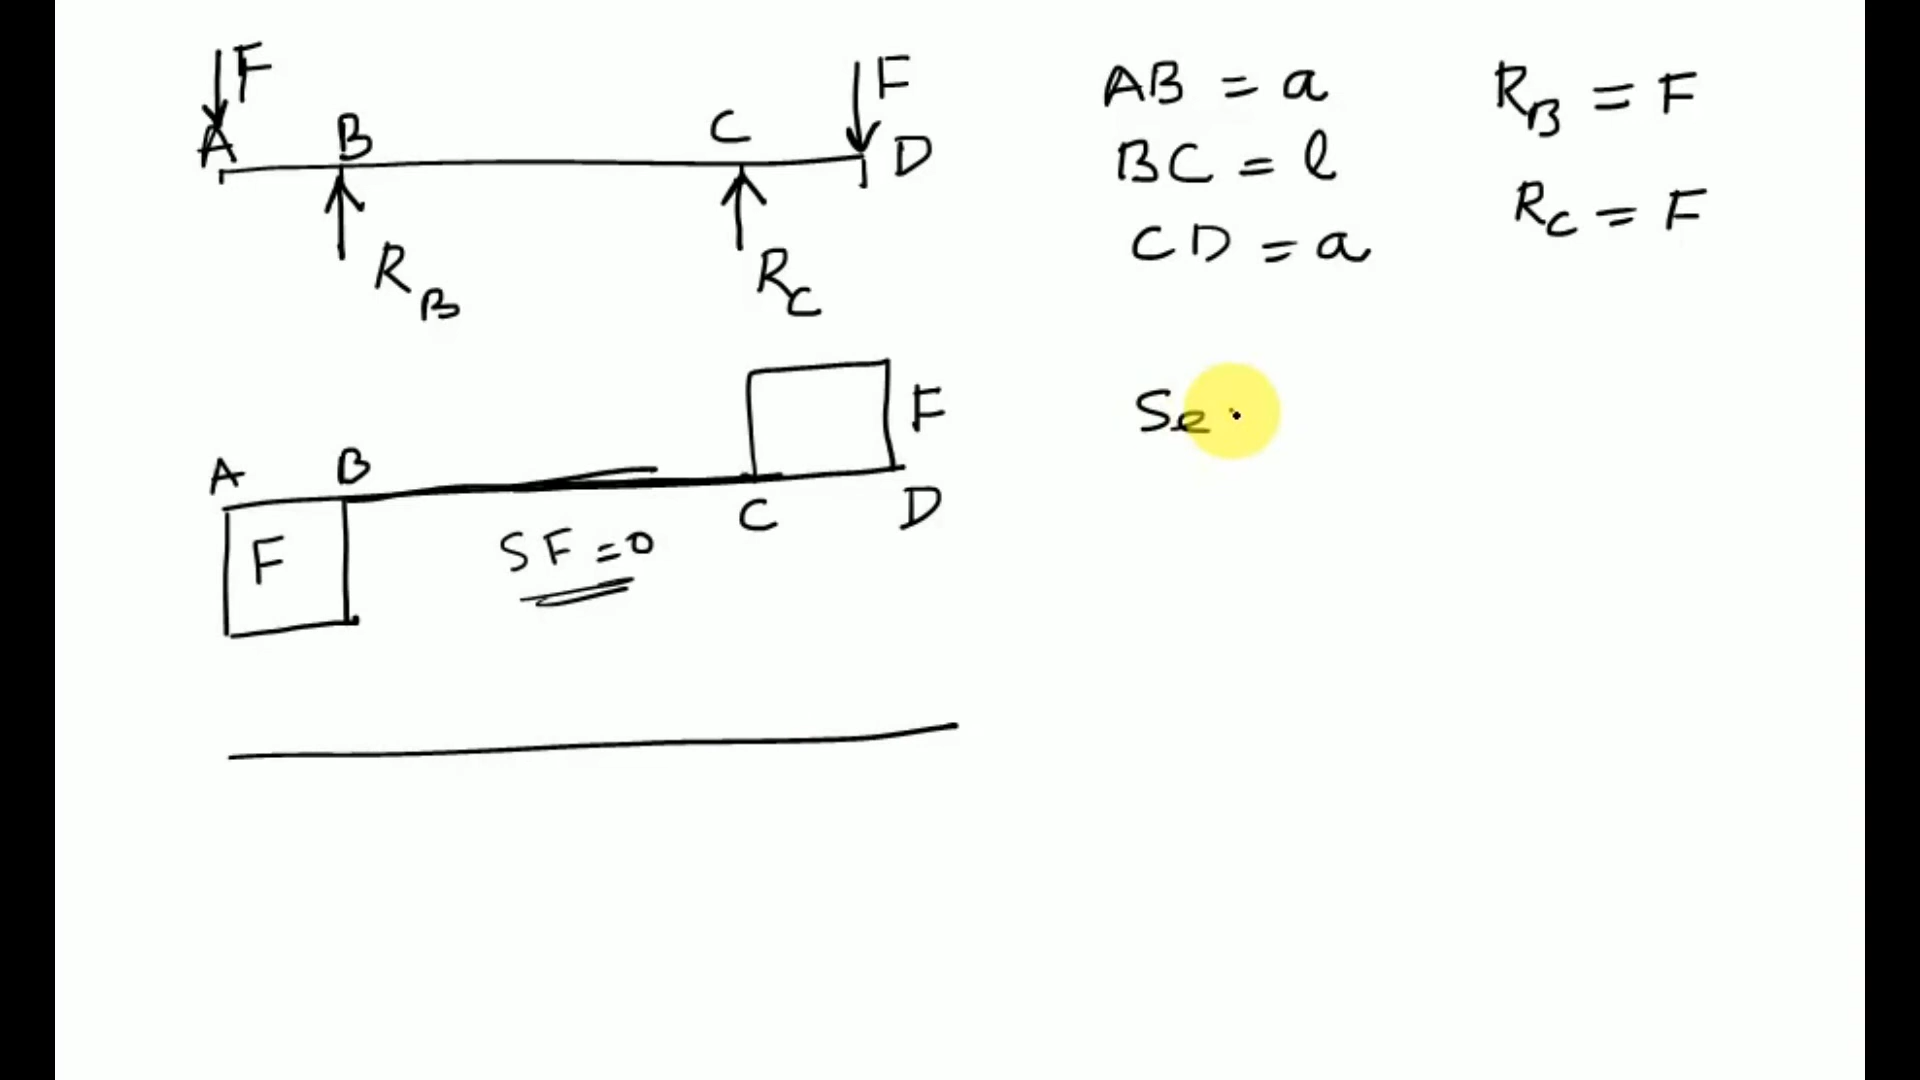 F
F
A B C D
R_B R_C
AB = a
BC = l
CD = a
R_B = F
R_C = F
F
A B
C D
F
SF = 0
Se